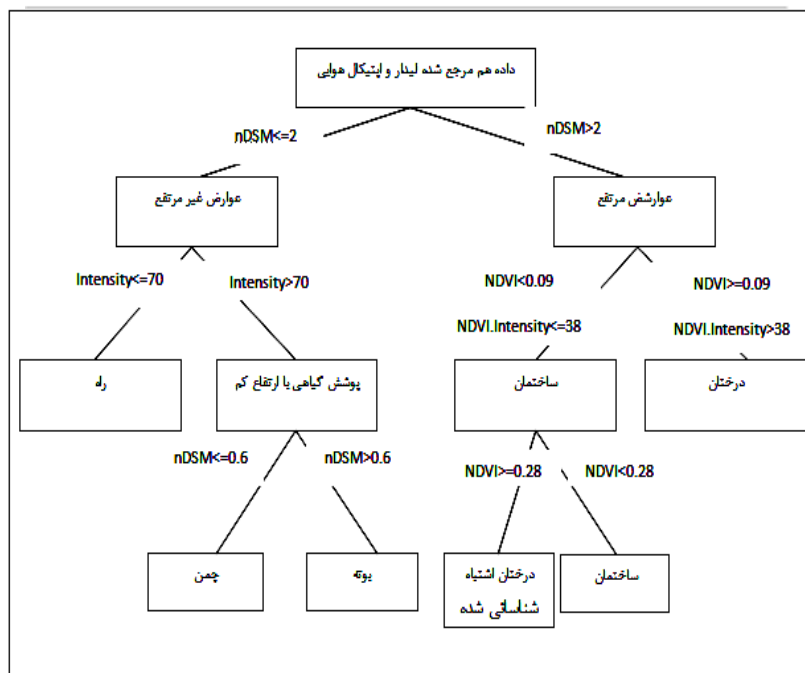 داده هم مرجع شده لیدار و اپتیکال هوایی
nDSM<=2
nDSM>2
عوارض غیر مرتفع
عوارشض مرتفع
Intensity<=70
Intensity>70
NDVI<0.09
NDVI>=0.09
NDVI.Intensity<=38
NDVI.Intensity>38
راه
پوشش گیاهی با ارتفاع کم
ساختمان
درختان
nDSM<=0.6
nDSM>0.6
NDVI>=0.28
NDVI<0.28
چمن
بوته
درختان اشتباه
شناسائی شده
ساختمان